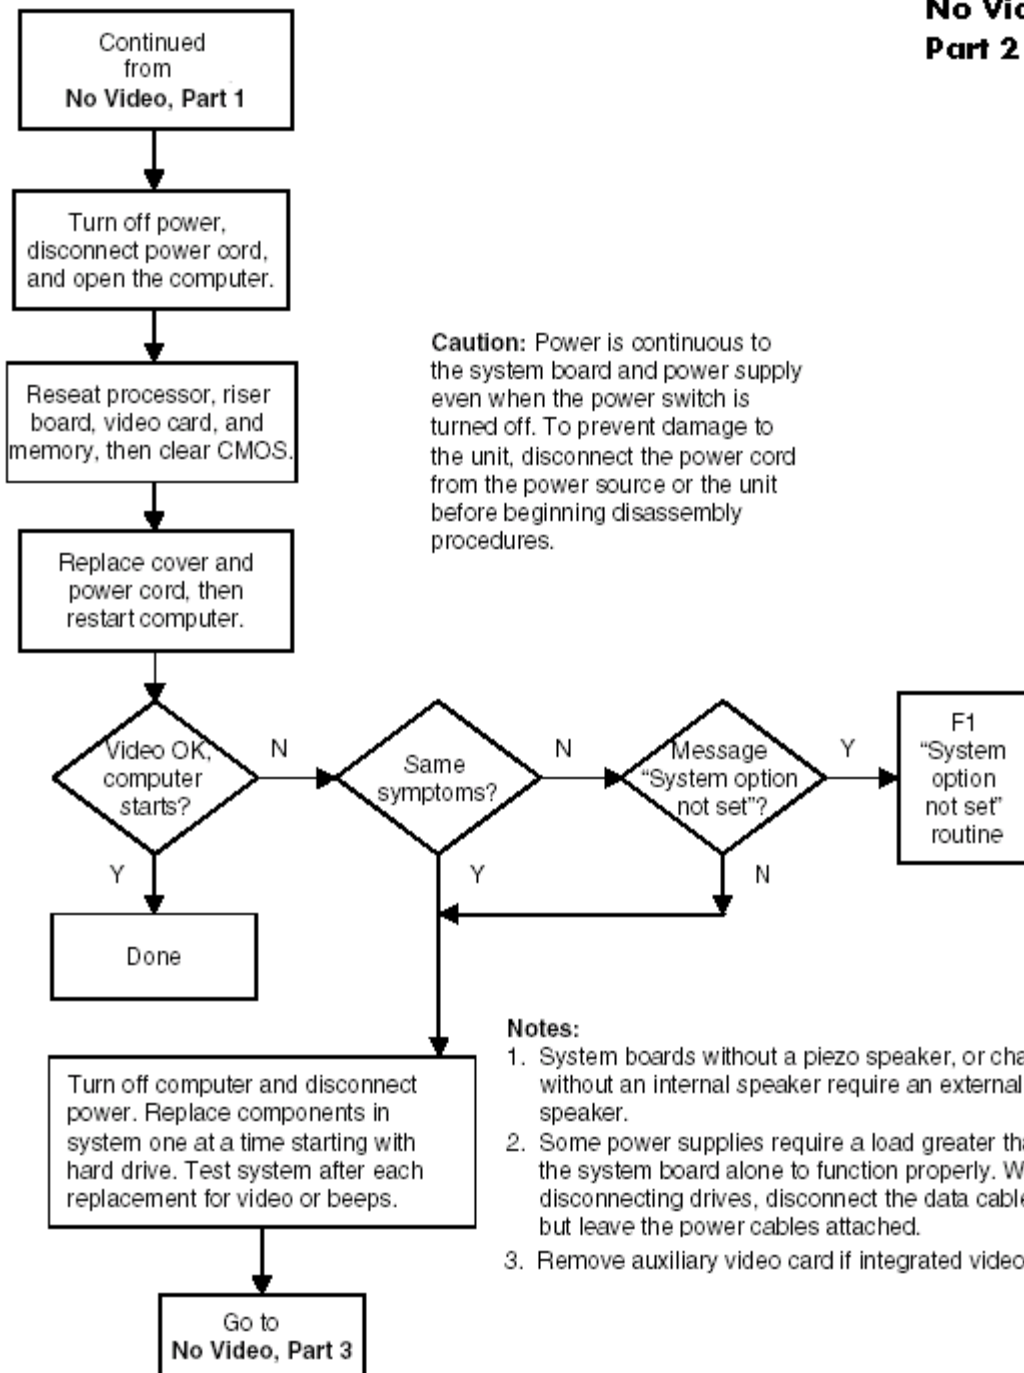 No Vid
Part 2
Continued
from
No Video, Part 1
Turn off power,
disconnect power cord,
and open the computer.
Reseat processor, riser
board, video card, and
memory, then clear CMOS.
Caution: Power is continuous to
the system board and power supply
even when the power switch is
turned off. To prevent damage to
the unit, disconnect the power cord
from the power source or the unit
before beginning disassembly
procedures.
Replace cover and
power cord, then
restart computer.
Video OK,
computer
starts?
N
Same
symptoms?
N
Message
“System option
not set”?
Y
F1
“System
option
not set”
routine
Y
Y
N
Done
Turn off computer and disconnect
power. Replace components in
system one at a time starting with
hard drive. Test system after each
replacement for video or beeps.
Notes:
1. System boards without a piezo speaker, or cha
without an internal speaker require an external
speaker.
2. Some power supplies require a load greater tha
the system board alone to function properly. W
disconnecting drives, disconnect the data cable
but leave the power cables attached.
3. Remove auxiliary video card if integrated video
Go to
No Video, Part 3